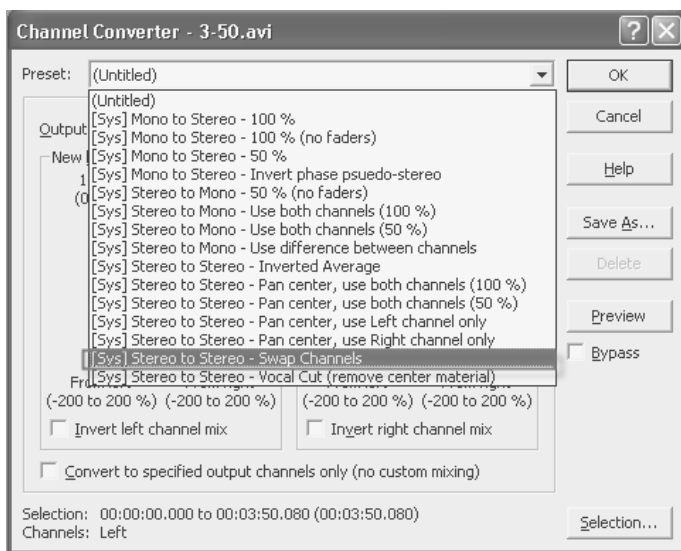 Channel Converter - 3-50.avi
Preset: (Untitled)
OK
(Untitled)
[Sys] Mono to Stereo - 100 %
[Sys] Mono to Stereo - 100 % (no faders)
[Sys] Mono to Stereo - 50 %
[Sys] Mono to Stereo - Invert phase psuedo-stereo
[Sys] Stereo to Mono - 50 % (no faders)
[Sys] Stereo to Mono - Use both channels (100 %)
[Sys] Stereo to Mono - Use both channels (50 %)
[Sys] Stereo to Mono - Use difference between channels
[Sys] Stereo to Stereo - Inverted Average
[Sys] Stereo to Stereo - Pan center, use both channels (100 %)
[Sys] Stereo to Stereo - Pan center, use both channels (50 %)
[Sys] Stereo to Stereo - Pan center, use Left channel only
[Sys] Stereo to Stereo - Pan center, use Right channel only
[Sys] Stereo to Stereo - Swap Channels
[Sys] Stereo to Stereo - Vocal Cut (remove center material)
Output
New
1
(0
Cancel
Help
Save As...
Delete
Preview
Bypass
(-200 to 200 %) (-200 to 200 %) (-200 to 200 %) (-200 to 200 %)
Invert left channel mix
Invert right channel mix
Convert to specified output channels only (no custom mixing)
Selection: 00:00:00.000 to 00:03:50.080 (00:03:50.080)
Channels: Left
Selection...